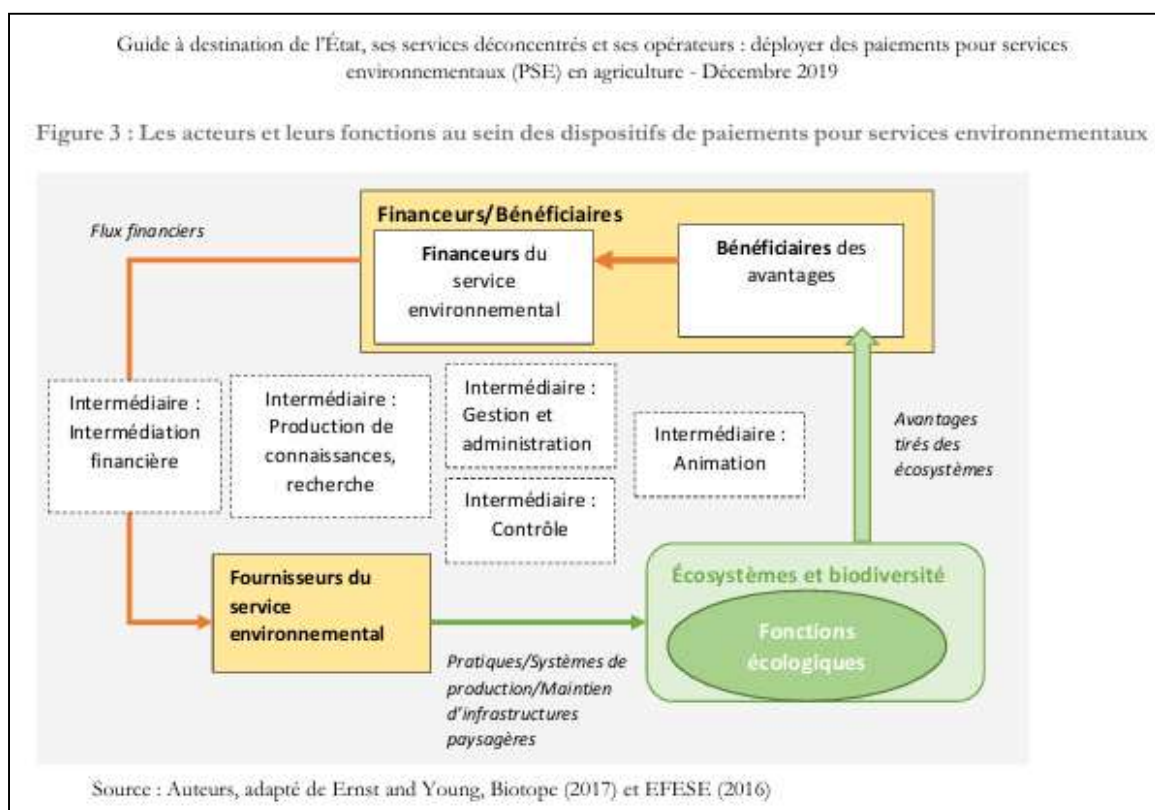 Guide à destination de l'État, ses services déconcentrés et ses opérateurs : déployer des paiements pour services
environnementaux (PSE) en agriculture - Décembre 2019
Figure 3 : Les acteurs et leurs fonctions au sein des dispositifs de paiements pour services environnementaux
Flux financiers
Financeurs/Bénéficiaires
Financeurs du
service
environnemental
Bénéficiaires des
avantages
Intermédiaire :
Intermédiation
financière
Intermédiaire :
Production de
connaissances,
recherche
Intermédiaire :
Gestion et
administration
Intermédiaire :
Contrôle
Intermédiaire :
Animation
Avantages
tirés des
écosystèmes
Fournisseurs du
service
environnemental
Pratiques/Systèmes de
production/Maintien
d'infrastructures
paysagères
Écosystèmes et biodiversité
Fonctions
écologiques
Source : Auteurs, adapté de Ernst and Young, Biotope (2017) et EFESE (2016)